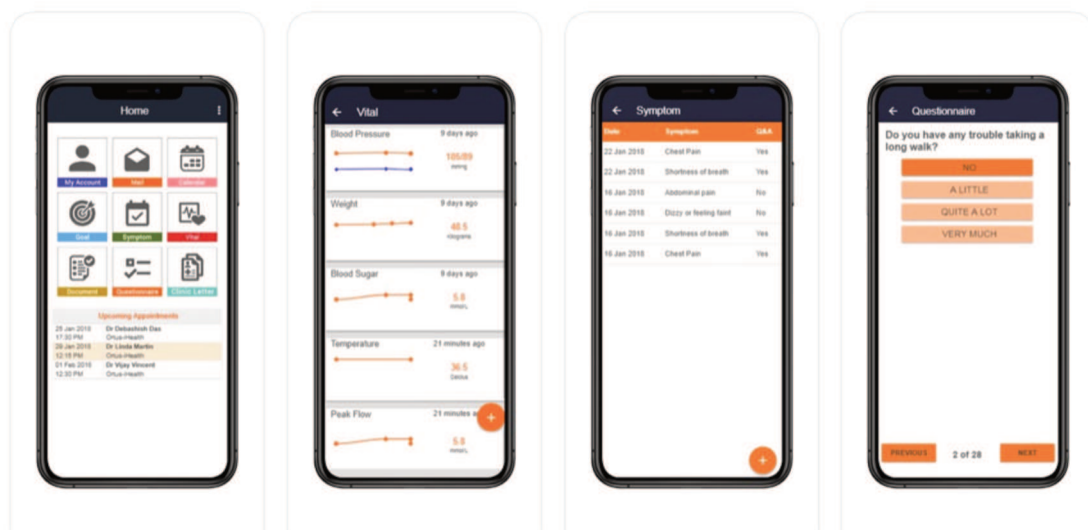 Home
My Account
Mail
Calendar
Goal
Symptom
Vital
Document
Questionnaire
Clinic Letter
Upcoming Appointments
25 Jan 2018 Dr Debashish Das
17:30 PM Ortus-iHealth
28 Jan 2018 Dr Linda Martin
12:15 PM Ortus-iHealth
01 Feb 2018 Dr Vijay Vincent
12:30 PM Ortus-iHealth
Vital
Blood Pressure 9 days ago
105/89
mmHg
Weight 9 days ago
48.5
Kilograms
Blood Sugar 9 days ago
5.8
mmol/L
Temperature 21 minutes ago
36.5
Celsius
Peak Flow 21 minutes
5.8
mmol/L
+
Symptom
Date Symptom Q&A
22 Jan 2018 Chest Pain Yes
22 Jan 2018 Shortness of breath Yes
16 Jan 2018 Abdominal pain No
16 Jan 2018 Dizzy or feeling faint No
16 Jan 2018 Shortness of breath Yes
16 Jan 2018 Chest Pain Yes
+
Questionnaire
Do you have any trouble taking a
long walk?
NO
A LITTLE
QUITE A LOT
VERY MUCH
PREVIOUS 2 of 28 NEXT